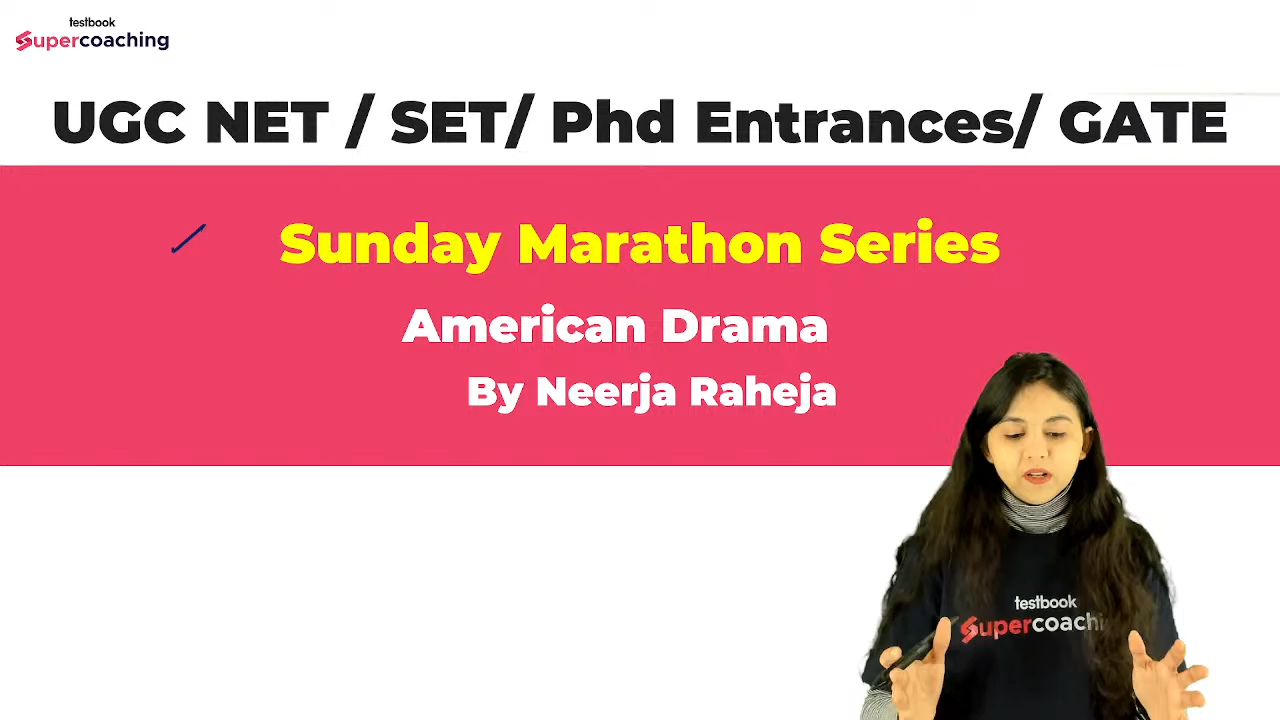 testbook
Supercoaching
UGC NET / SET/ Phd Entrances/ GATE
Sunday Marathon Series
American Drama
By Neerja Raheja
testbook
Supercoachi